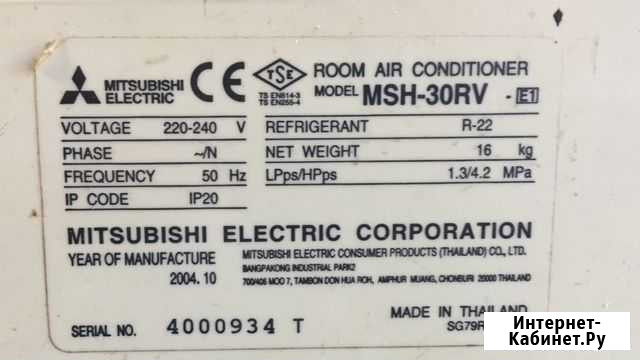 MITSUBISHI ELECTRIC
CE
TSE
TS EN814-3
TS EN255-4
ROOM AIR CONDITIONER
MODEL MSH-30RV - E1
VOLTAGE 220-240 V
PHASE ~/N
FREQUENCY 50 Hz
IP CODE IP20
REFRIGERANT R-22
NET WEIGHT 16 kg
LPps/HPps 1.3/4.2 MPa
MITSUBISHI ELECTRIC CORPORATION
YEAR OF MANUFACTURE
2004.10
MITSUBISHI ELECTRIC CONSUMER PRODUCTS (THAILAND) CO., LTD.
BANGPAKONG INDUSTRIAL PARK2
700/406 MOO 7, TAMBON DON HUA ROH, AMPHUR MUANG, CHONBURI 20000 THAILAND
SERIAL NO. 4000934 T
MADE IN THAILAND
Интернет-
Кабинет.Ру